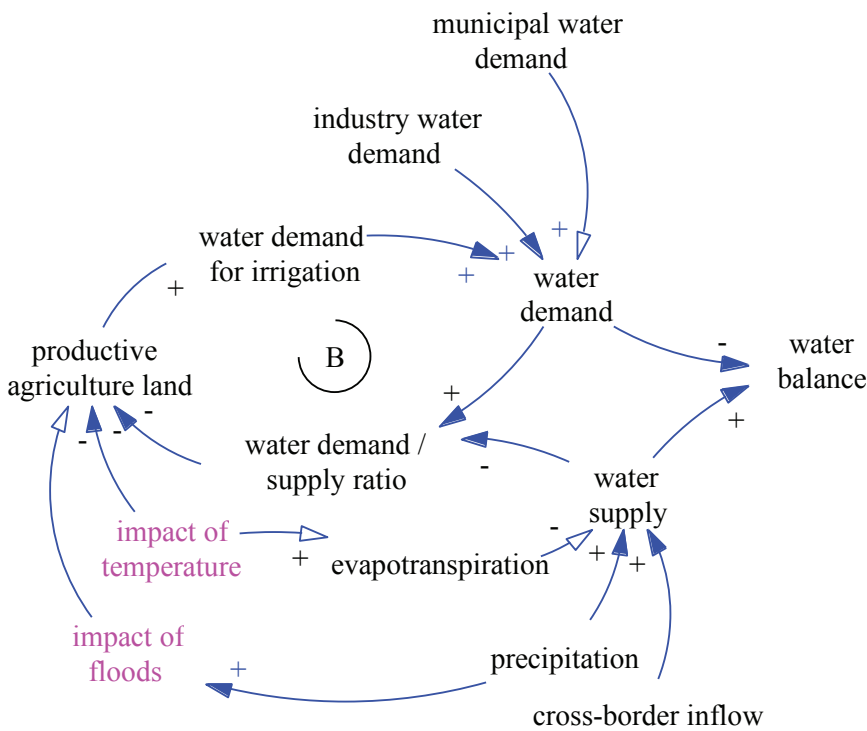 municipal water
demand
industry water
demand
+
water demand
for irrigation
+
+
+
water
demand
+
B
productive
agriculture land
-
water
balance
+
+
-
-
-
water demand /
supply ratio
-
water
supply
impact of
temperature
+
evapotranspiration
-
+
+
impact of
floods
+
precipitation
cross-border inflow